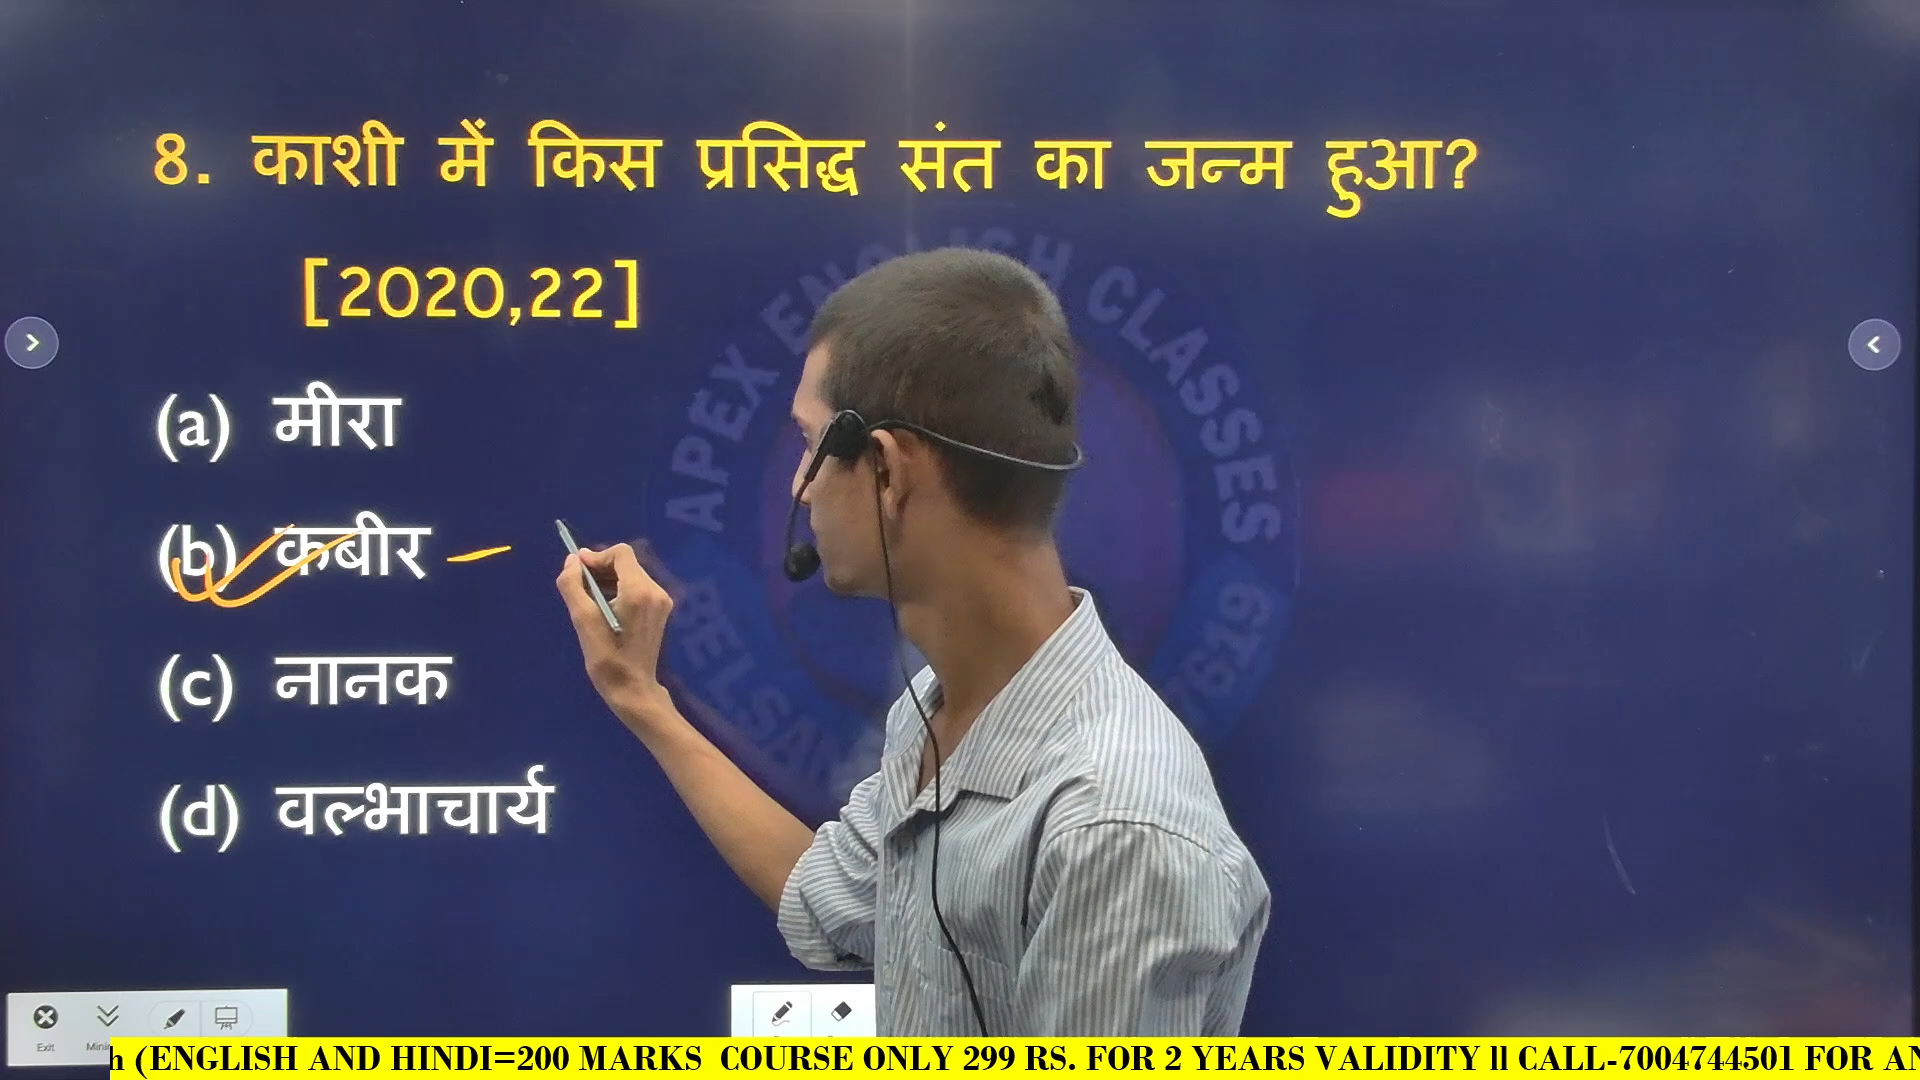 8. काशी में किस प्रसिद्ध संत का जन्म हुआ?
[2020,22]
APEX ENGLISH CLASSES
(a) मीरा
(b) कबीर
(c) नानक
(d) वल्भाचार्य
7619
Exit
(ENGLISH AND HINDI=200 MARKS COURSE ONLY 299 RS. FOR 2 YEARS VALIDITY ll CALL-7004744501 FOR